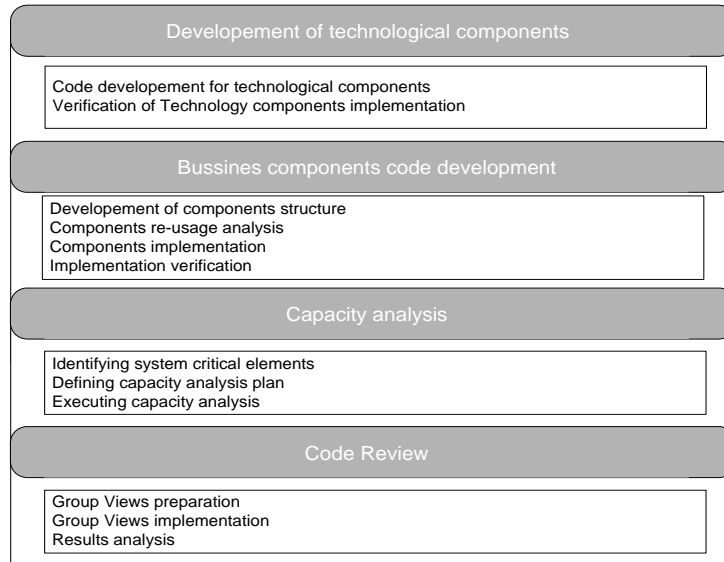 Developement of technological components
Code developement for technological components
Verification of Technology components implementation
Bussines components code development
Developement of components structure
Components re-usage analysis
Components implementation
Implementation verification
Capacity analysis
Identifying system critical elements
Defining capacity analysis plan
Executing capacity analysis
Code Review
Group Views preparation
Group Views implementation
Results analysis